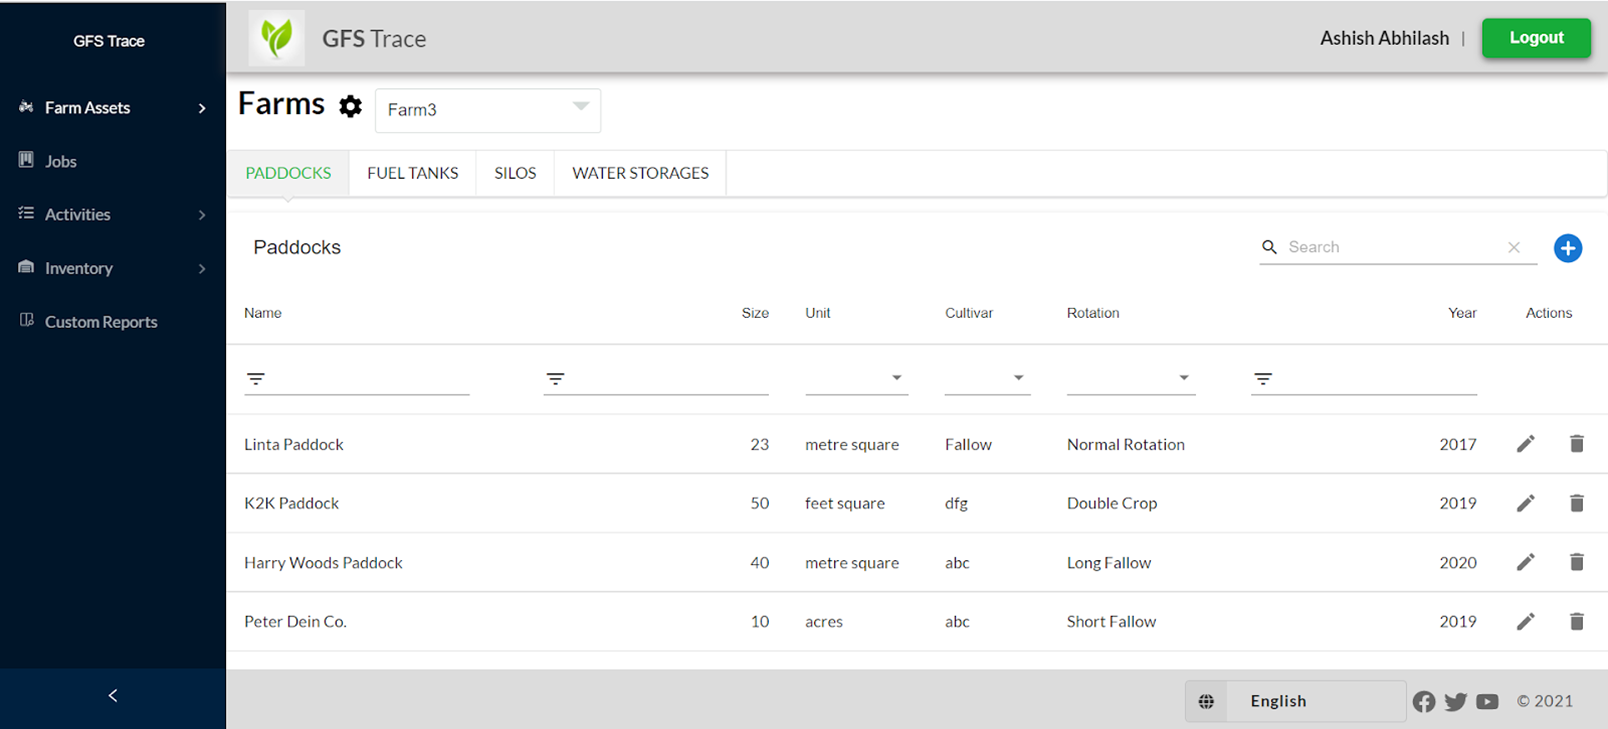 GFS Trace
Farm Assets
Jobs
Activities
Inventory
Custom Reports
GFS Trace
Ashish Abhilash | Logout
Farms Farm3
PADDOCKS FUEL TANKS SILOS WATER STORAGES
Paddocks Search
Name Size Unit Cultivar Rotation Year Actions
Linta Paddock 23 metre square Fallow Normal Rotation 2017
K2K Paddock 50 feet square dfg Double Crop 2019
Harry Woods Paddock 40 metre square abc Long Fallow 2020
Peter Dein Co. 10 acres abc Short Fallow 2019
English © 2021